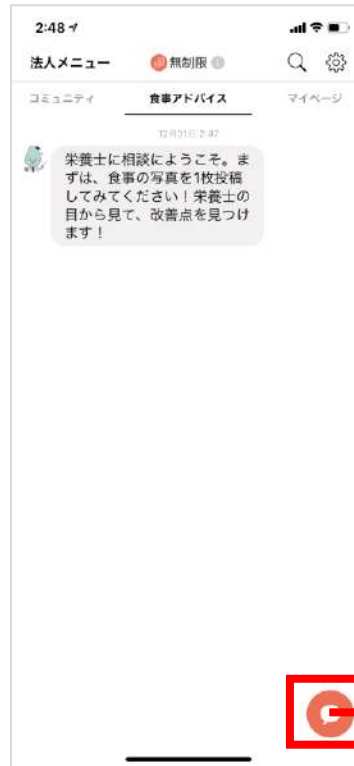 2:48
法人メニュー
無制限
コミュニティ
食事アドバイス
マイページ
12月31日 2:47
栄養士に相談にようこそ。ま
ずは、食事の写真を1枚投稿
してみてください！栄養士の
目から見て、改善点を見つけ
ます！